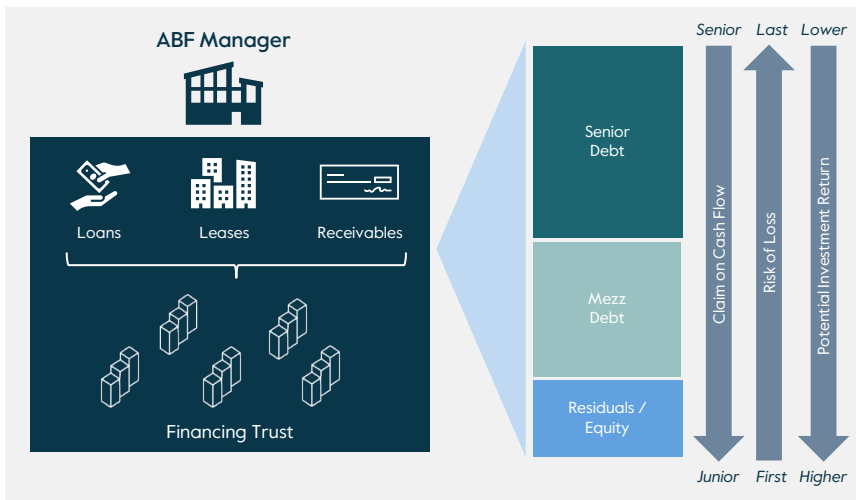 ABF Manager
Loans
Leases
Receivables
Financing Trust
Senior
Debt
Mezz
Debt
Residuals /
Equity
Senior
Last
Lower
Claim on Cash Flow
Risk of Loss
Potential Investment Return
Junior
First
Higher